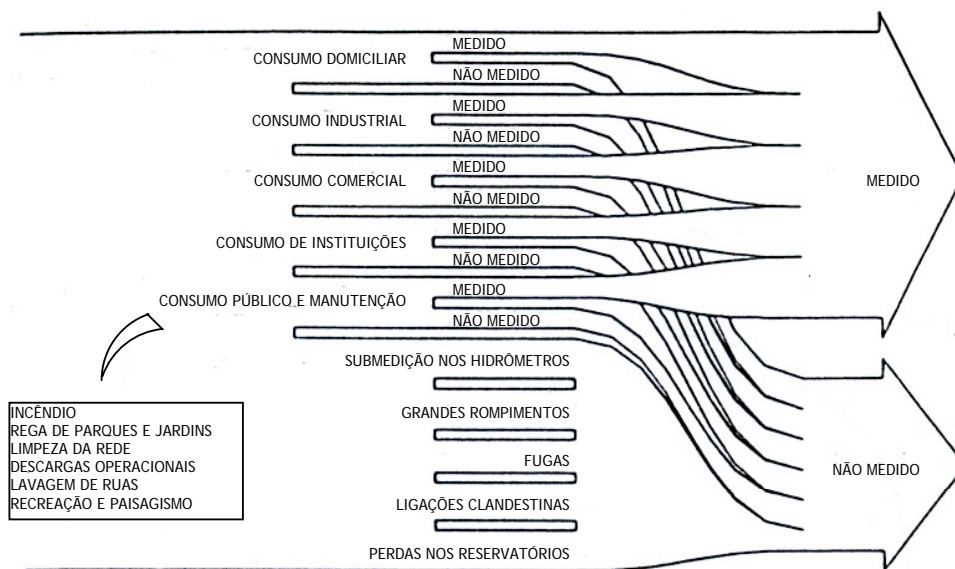 MEDIDO
CONSUMO DOMICILIAR
NÃO MEDIDO
MEDIDO
CONSUMO INDUSTRIAL
NÃO MEDIDO
MEDIDO
CONSUMO COMERCIAL
MEDIDO
NÃO MEDIDO
MEDIDO
CONSUMO DE INSTITUIÇÕES
NÃO MEDIDO
MEDIDO
CONSUMO PÚBLICO E MANUTENÇÃO
NÃO MEDIDO
SUBMEDIÇÃO NOS HIDRÔMETROS
GRANDES ROMPIMENTOS
INCÊNDIO
REGA DE PARQUES E JARDINS
LIMPEZA DA REDE
DESCARGAS OPERACIONAIS
LAVAGEM DE RUAS
RECREAÇÃO E PAISAGISMO
FUGAS
NÃO MEDIDO
LIGAÇÕES CLANDESTINAS
PERDAS NOS RESERVATÓRIOS